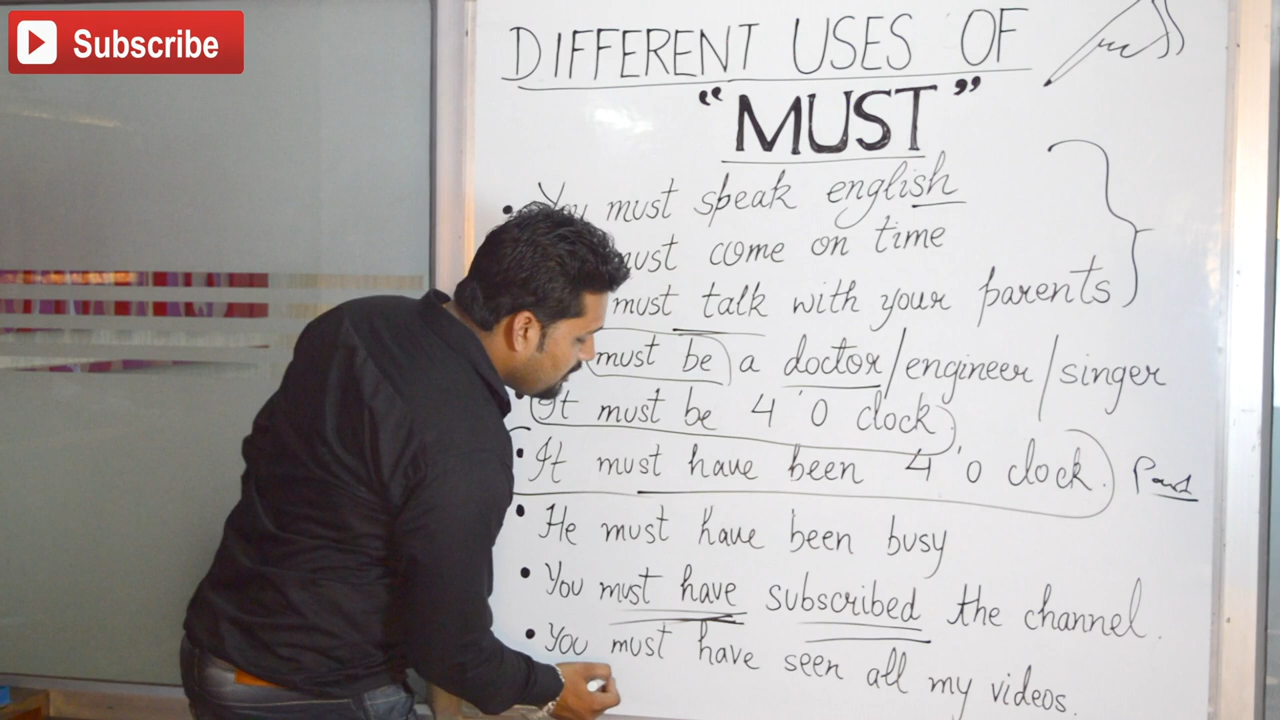 Subscribe
DIFFERENT USES OF
"MUST"
• You must speak english
must come on time
must talk with your parents
must be a doctor/engineer/singer
• It must be 4 'O clock
• It must have been 4 'o clock. Past
• He must have been busy
• You must have subscribed the channel.
• You must have seen all my videos.